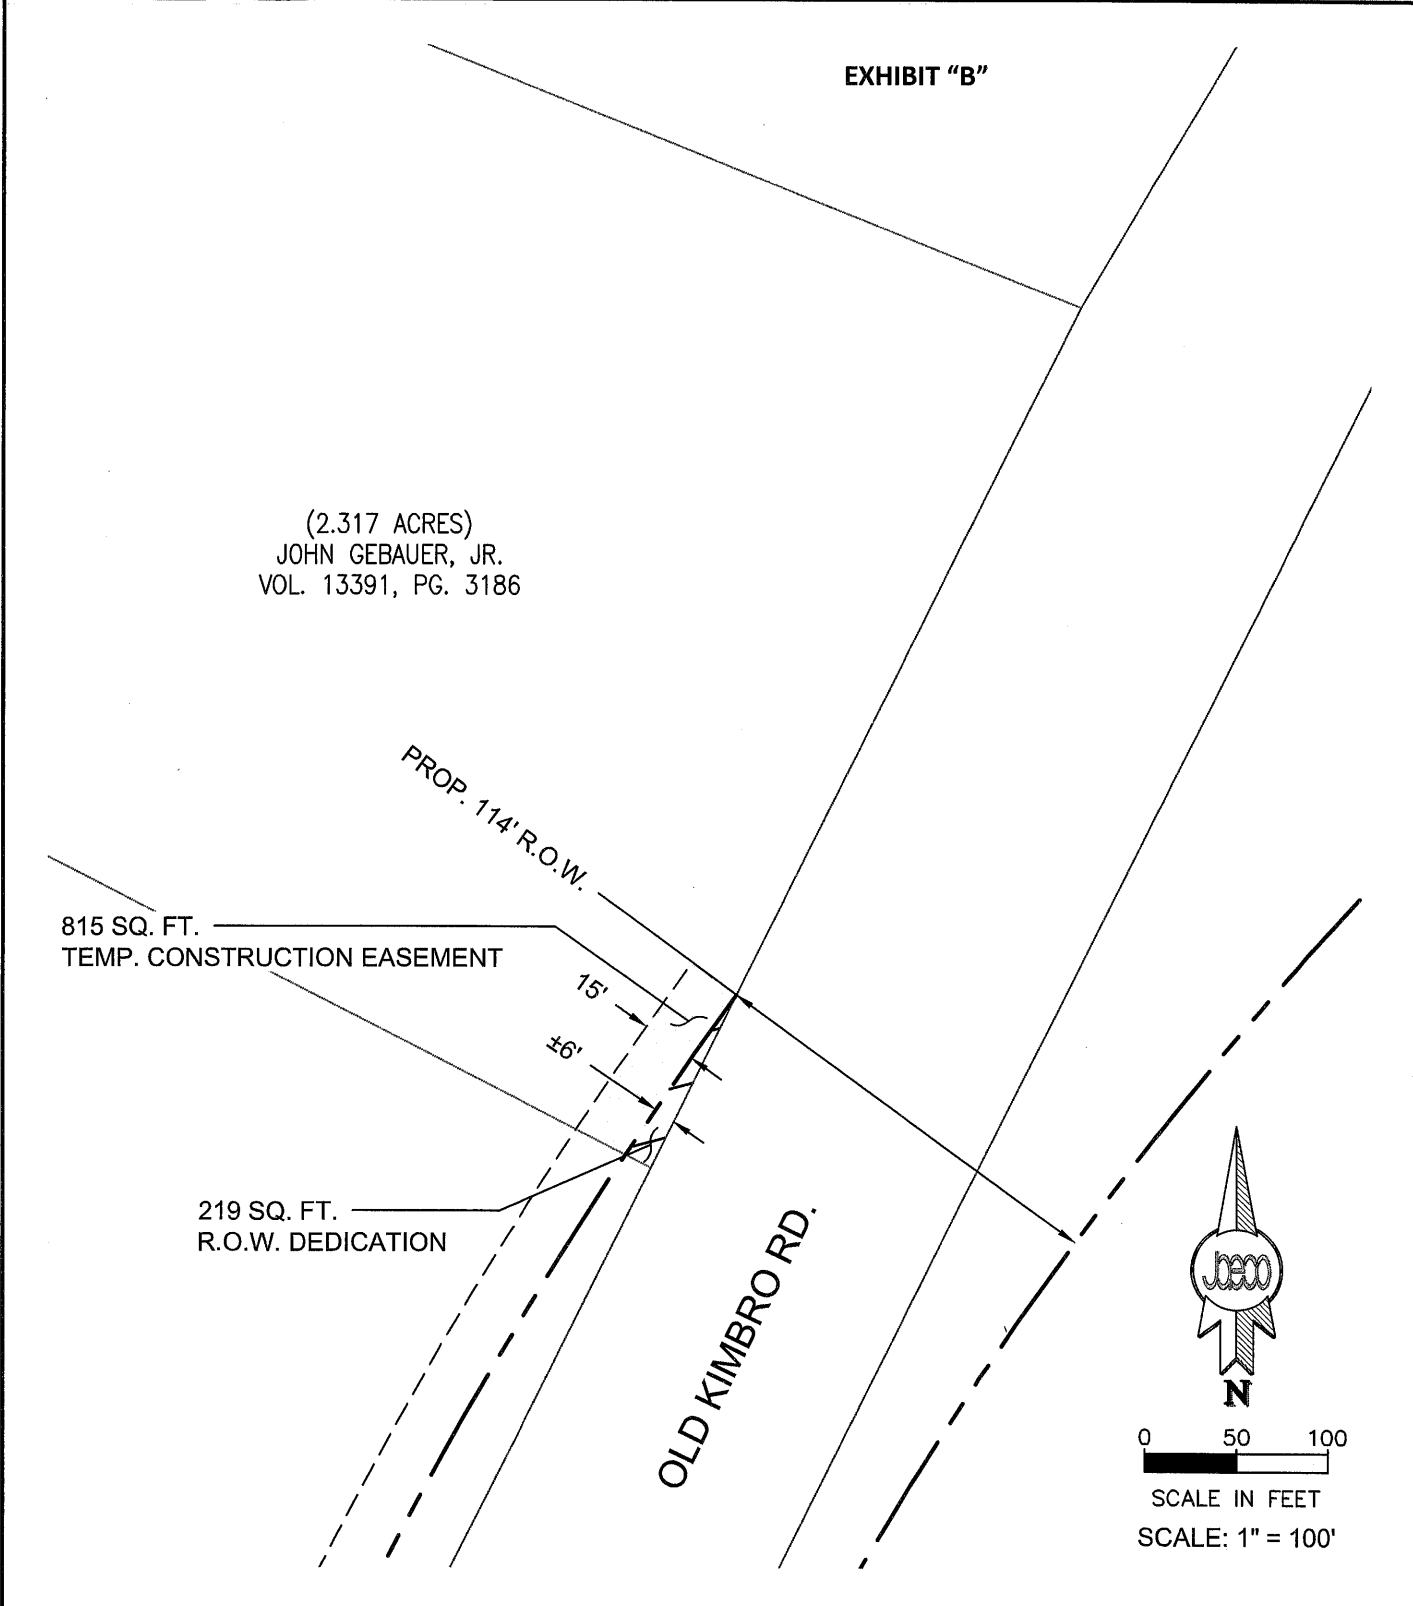 EXHIBIT “B”
(2.317 ACRES)
JOHN GEBAUER, JR.
VOL. 13391, PG. 3186
PROP. 114' R.O.W.
815 SQ. FT.
TEMP. CONSTRUCTION EASEMENT
15'
±6'
219 SQ. FT.
R.O.W. DEDICATION
OLD KIMBRO RD.
Jaeco
N
0 50 100
SCALE IN FEET
SCALE: 1" = 100'